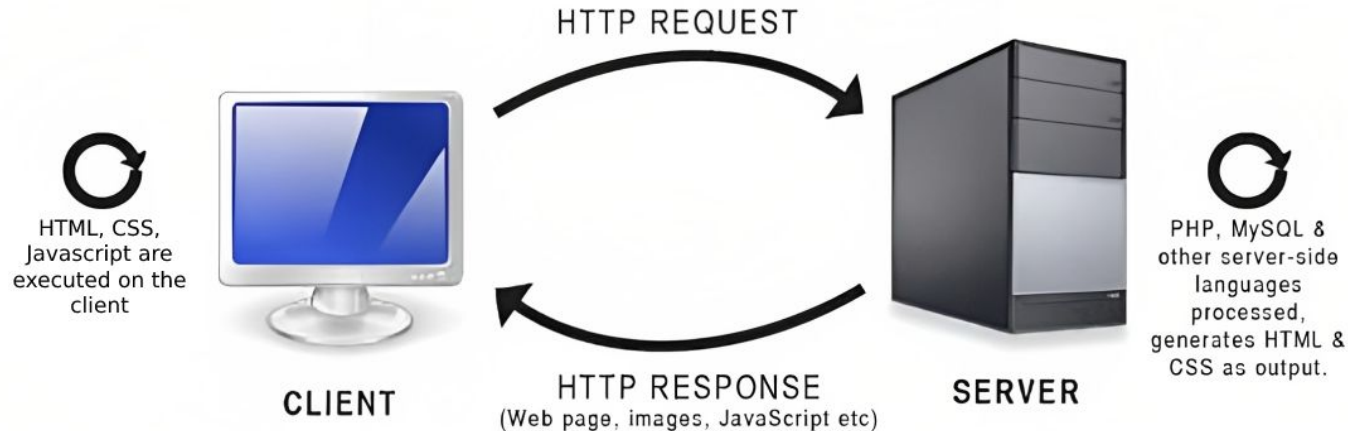 HTTP REQUEST
HTML, CSS,
Javascript are
executed on the
client
PHP, MySQL &
other server-side
languages
processed,
generates HTML &
CSS as output.
CLIENT
HTTP RESPONSE
(Web page, images, JavaScript etc)
SERVER